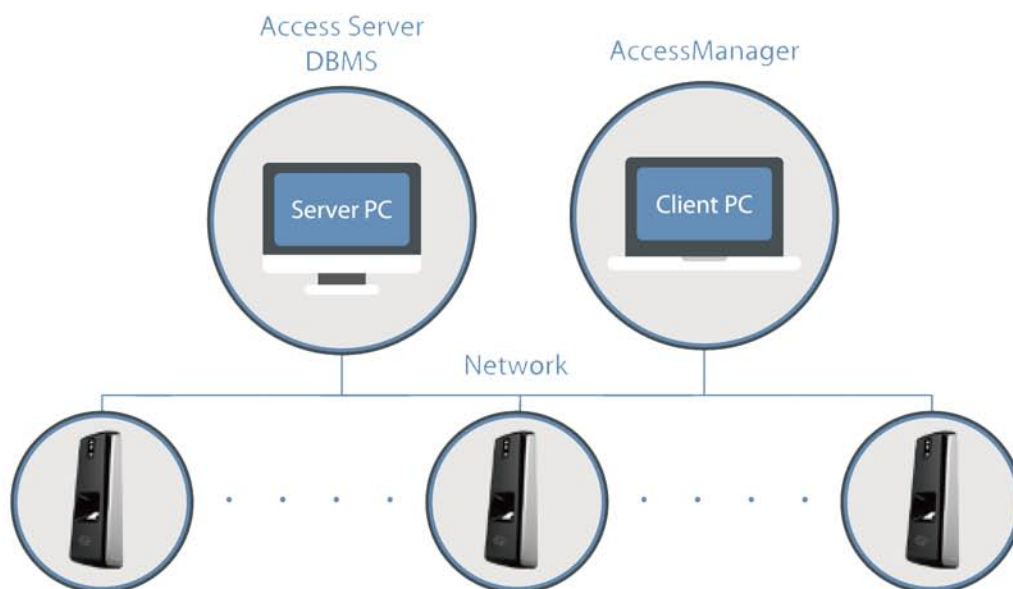 Access Server
DBMS
AccessManager
Server PC
Client PC
Network